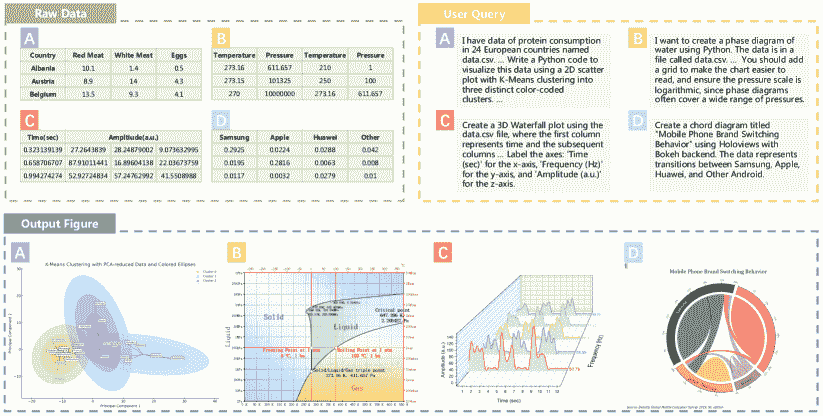 Raw Data
User Query
A
B
Country Red Meat White Meat Eggs
Albania 10.1 1.4 0.5
Austria 8.9 14 4.3
Belgium 13.5 9.3 4.1
Temperature Pressure Temperature Pressure
273.16 611.657 210 1
273.15 101325 250 100
270 10000000 273.16 611.657
C
D
Time(sec) Amplitude(a.u.)
0.323139139 27.2643839 28.24879002 9.073632995
0.658706707 87.91011441 16.89604138 22.03673759
0.994274274 52.92724834 57.24762992 41.5508988
Samsung Apple Huawei Other
0.2925 0.0224 0.0288 0.042
0.0195 0.2816 0.0063 0.008
0.0117 0.0032 0.0279 0.01
A
I have data of protein consumption
in 24 European countries named
data.csv. ... Write a Python code to
visualize this data using a 2D scatter
plot with K-Means clustering into
three distinct color-coded
clusters. ...
B
I want to create a phase diagram of
water using Python. The data is in a
file called data.csv. ... You should add
a grid to make the chart easier to
read, and ensure the pressure scale is
logarithmic, since phase diagrams
often cover a wide range of pressures.
C
Create a 3D Waterfall plot using the
data.csv file, where the first column
represents time and the subsequent
columns ... Label the axes: 'Time
(sec)' for the x-axis, 'Frequency (Hz)'
for the y-axis, and 'Amplitude (a.u.)'
for the z-axis.
D
Create a chord diagram titled
"Mobile Phone Brand Switching
Behavior" using Holoviews with
Bokeh backend. The data represents
transitions between Samsung, Apple,
Huawei, and Other Android.
Output Figure
A
K-Means Clustering with PCA-reduced Data and Colored Ellipses
Principal Component 2
Principal Component 1
B
Solid
Liquid
Liquid
Critical point
Solid/Liquid/Gas triple point
Gas
C
Amplitude (a.u.)
Frequency (Hz)
Time (sec)
1 2 3 4 5 6 7 8 9 10 11 12
D
Mobile Phone Brand Switching Behavior